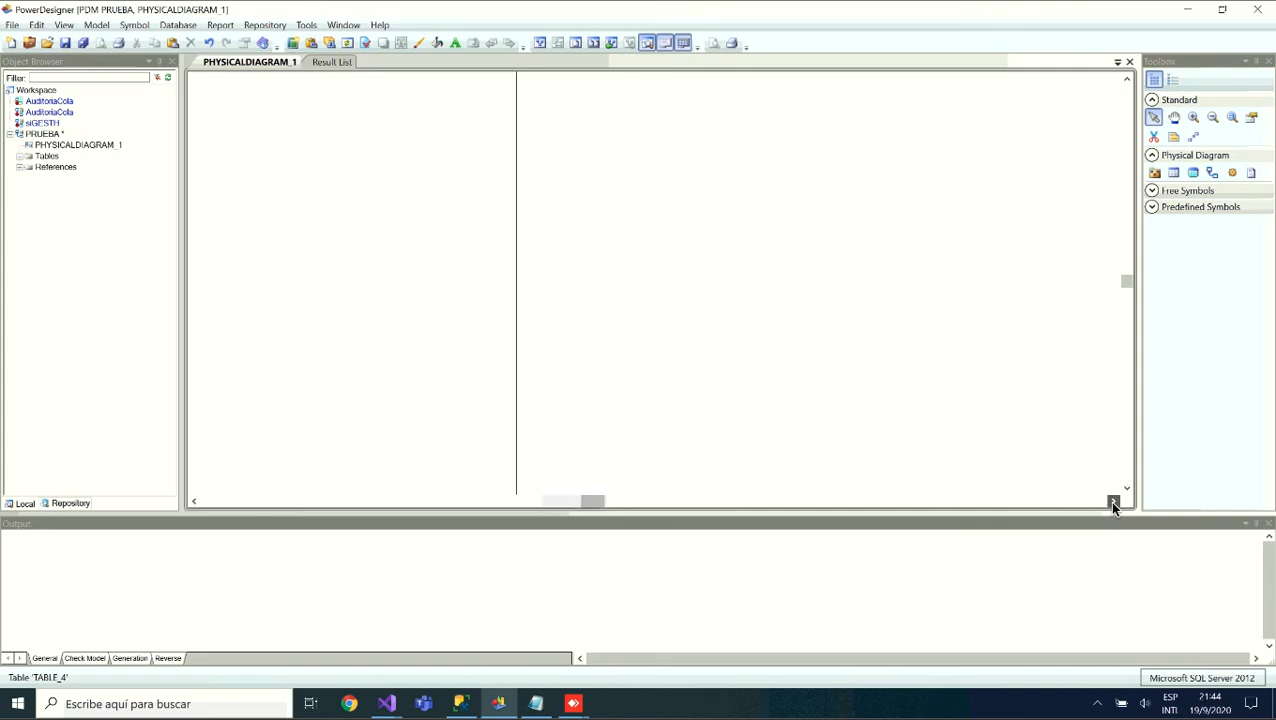 PowerDesigner [PDM PRUEBA, PHYSICALDIAGRAM_1]
File Edit View Model Symbol Database Report Repository Tools Window Help
Object Browser
PHYSICALDIAGRAM_1 Result List
Toolbox
Filter:
Workspace
AuditoriaCola
AuditoriaCola
siGESTH
PRUEBA *
PHYSICALDIAGRAM_1
Tables
References
Standard
Physical Diagram
Free Symbols
Predefined Symbols
Local Repository
Output
General Check Model Generation Reverse
Table 'TABLE_4'
Microsoft SQL Server 2012
Escribe aquí para buscar
ESP
INTL
21:44
19/9/2020